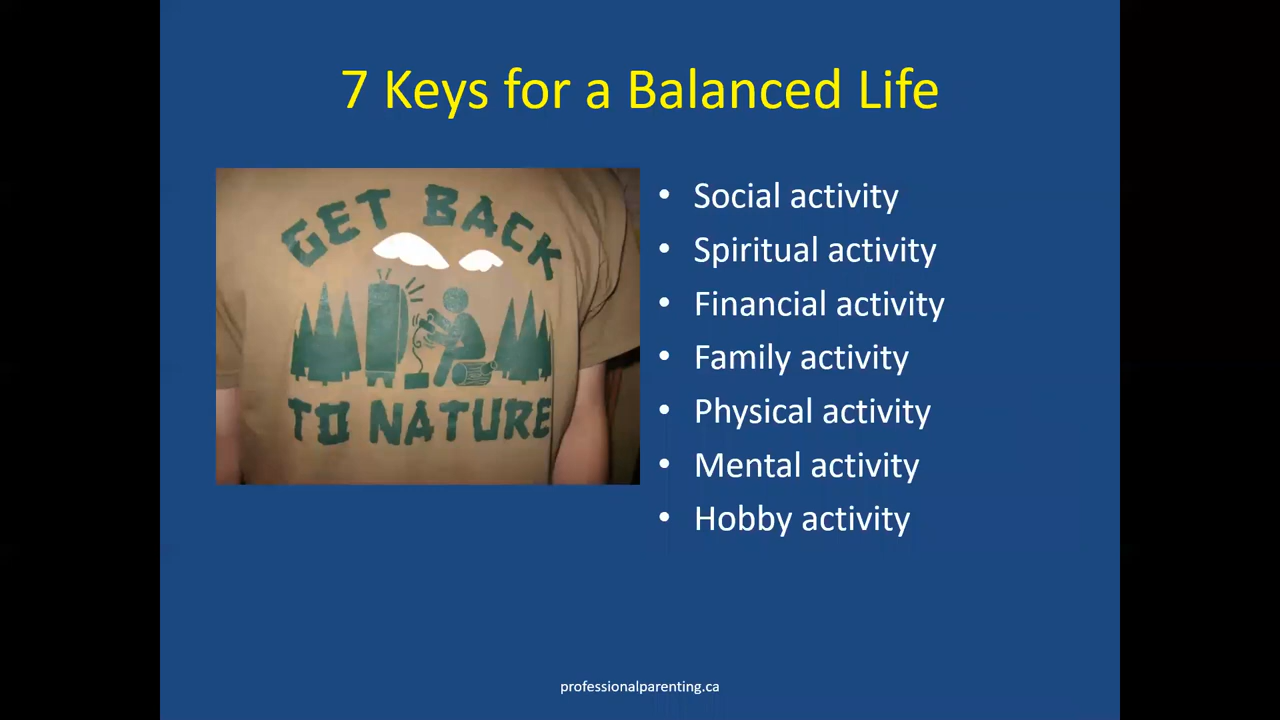 7 Keys for a Balanced Life
GET BACK
TO NATURE
• Social activity
• Spiritual activity
• Financial activity
• Family activity
• Physical activity
• Mental activity
• Hobby activity
professionalparenting.ca